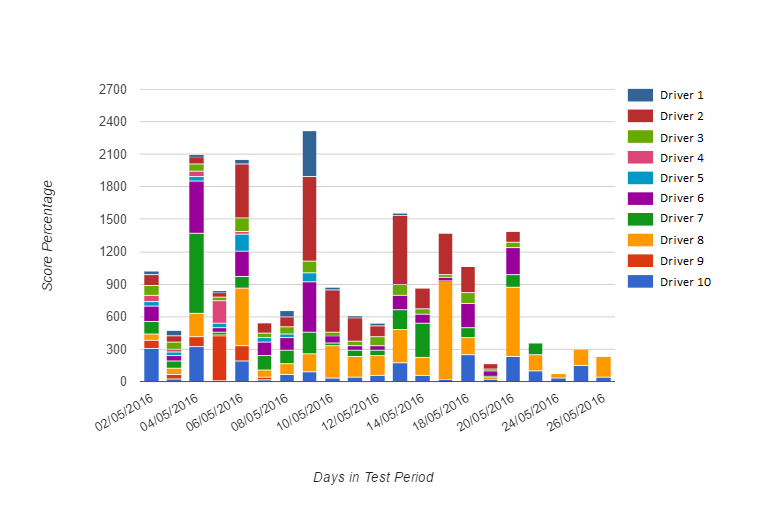 2700
2400
2100
1800
1500
1200
900
600
300
0
Score Percentage
02/05/2016
04/05/2016
06/05/2016
08/05/2016
10/05/2016
12/05/2016
14/05/2016
18/05/2016
20/05/2016
24/05/2016
26/05/2016
Days in Test Period
Driver 1
Driver 2
Driver 3
Driver 4
Driver 5
Driver 6
Driver 7
Driver 8
Driver 9
Driver 10